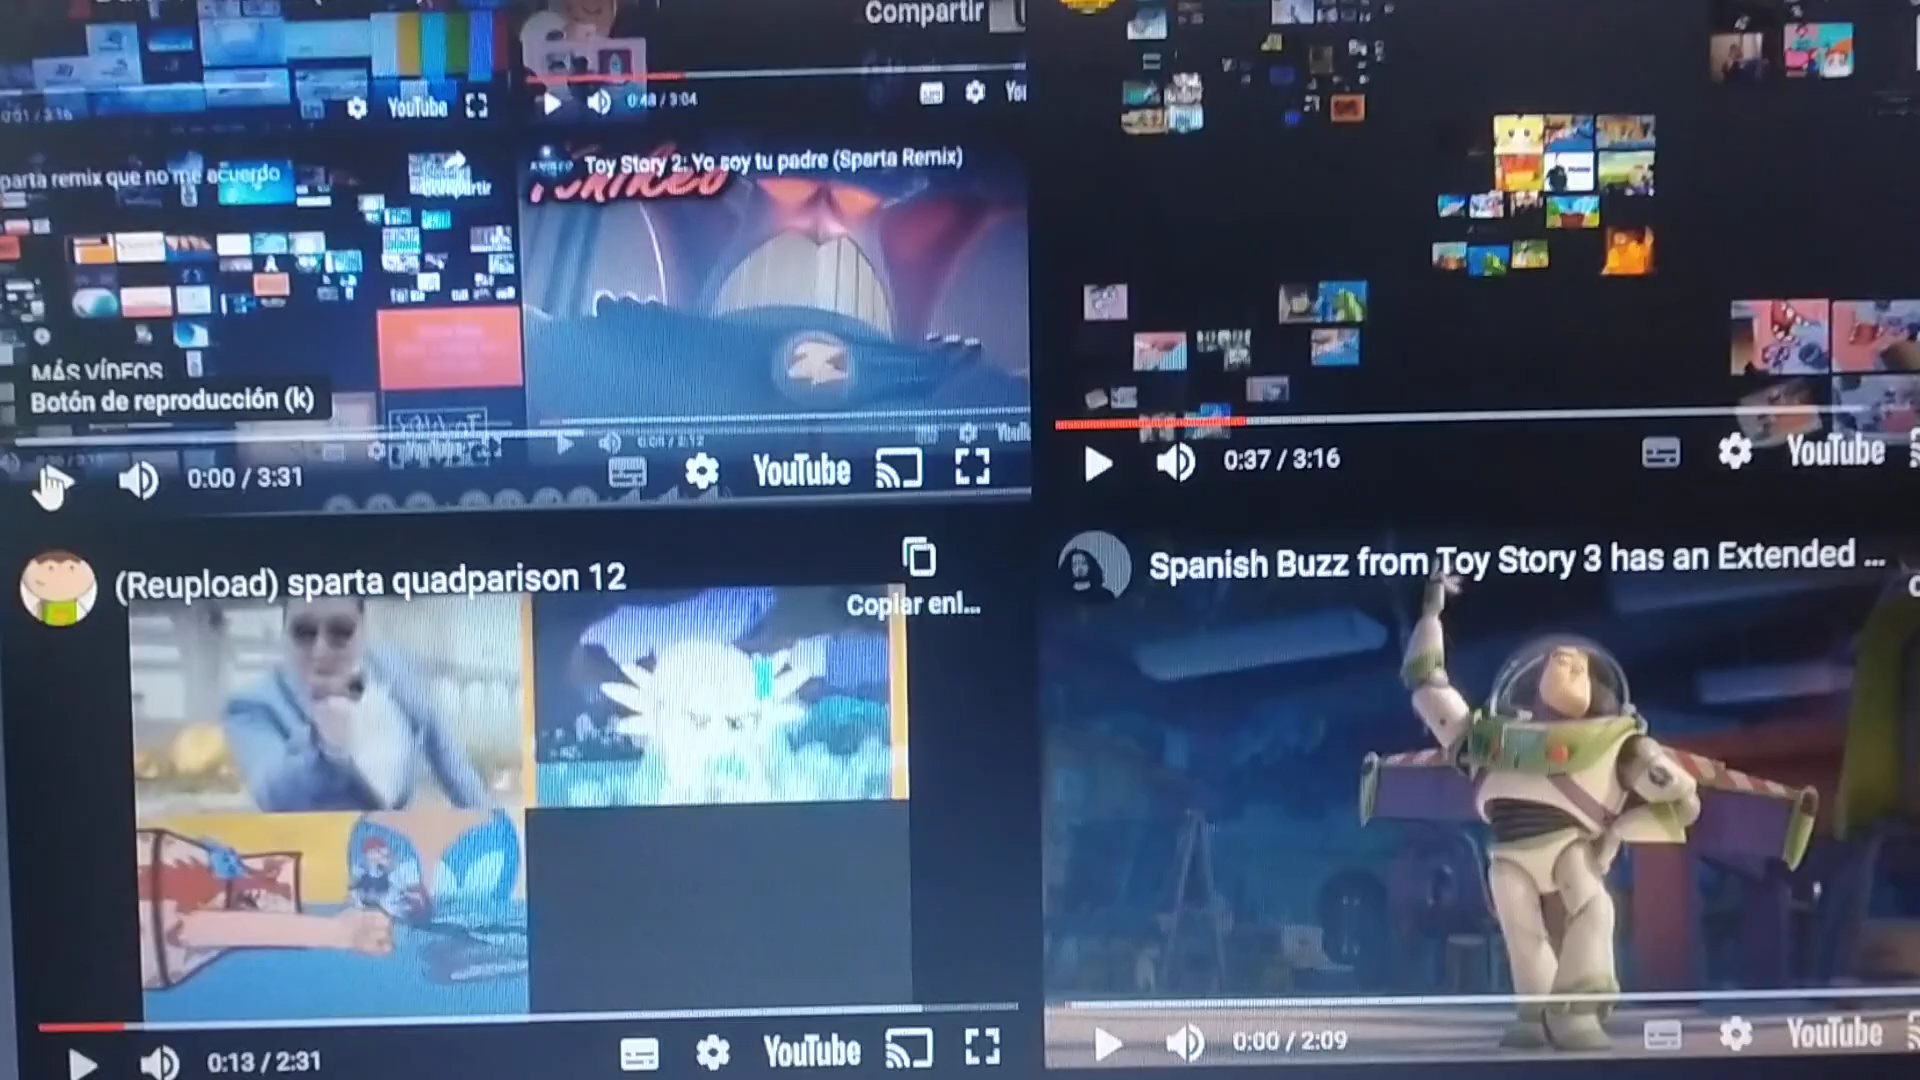 Compartir
YouTube
0:48 / 3:04
Toy Story 2: Yo soy tu padre (Sparta Remix)
parta remix que no me acuerdo
MÁS VÍDEOS
Botón de reproducción (k)
0:00 / 3:31
YouTube
0:37 / 3:16
YouTube
(Reupload) sparta quadparison 12
Copiar enl...
Spanish Buzz from Toy Story 3 has an Extended ...
0:13 / 2:31
YouTube
0:00 / 2:09
YouTube